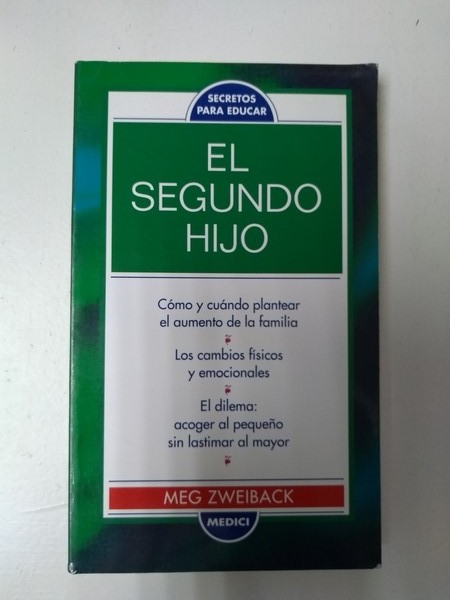 SECRETOS
PARA EDUCAR
EL
SEGUNDO
HIJO
Cómo y cuándo plantear
el aumento de la familia
Los cambios físicos
y emocionales
El dilema:
acoger al pequeño
sin lastimar al mayor
MEG ZWEIBACK
MEDICI